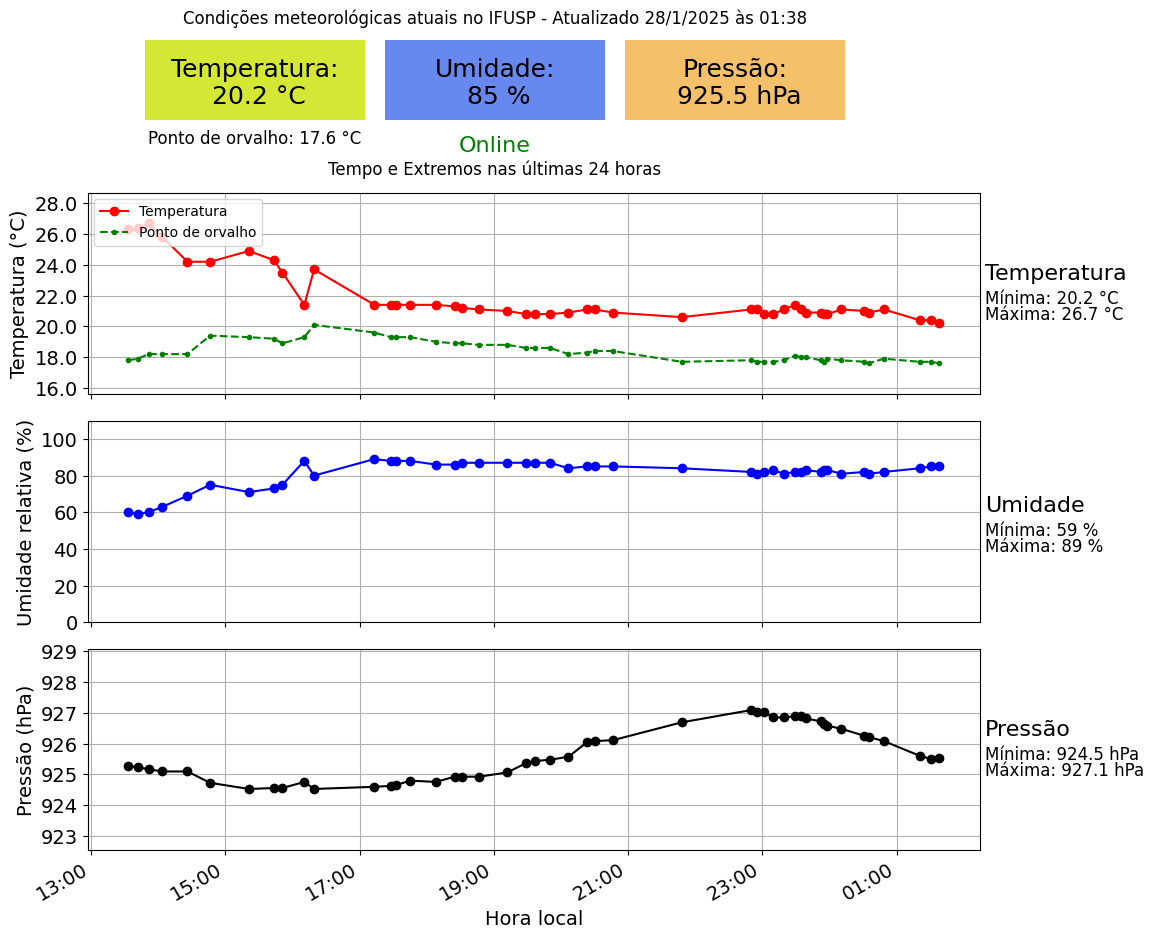 Condições meteorológicas atuais no IFUSP - Atualizado 28/1/2025 às 01:38
Temperatura:
20.2 °C
Umidade:
85 %
Pressão:
925.5 hPa
Ponto de orvalho: 17.6 °C
Online
Tempo e Extremos nas últimas 24 horas
Temperatura (°C)
28.0
26.0
24.0
22.0
20.0
18.0
16.0
Temperatura
Ponto de orvalho
Temperatura
Mínima: 20.2 °C
Máxima: 26.7 °C
Umidade relativa (%)
100
80
60
40
20
0
Umidade
Mínima: 59 %
Máxima: 89 %
Pressão (hPa)
929
928
927
926
925
924
923
Pressão
Mínima: 924.5 hPa
Máxima: 927.1 hPa
13:00
15:00
17:00
19:00
21:00
23:00
01:00
Hora local